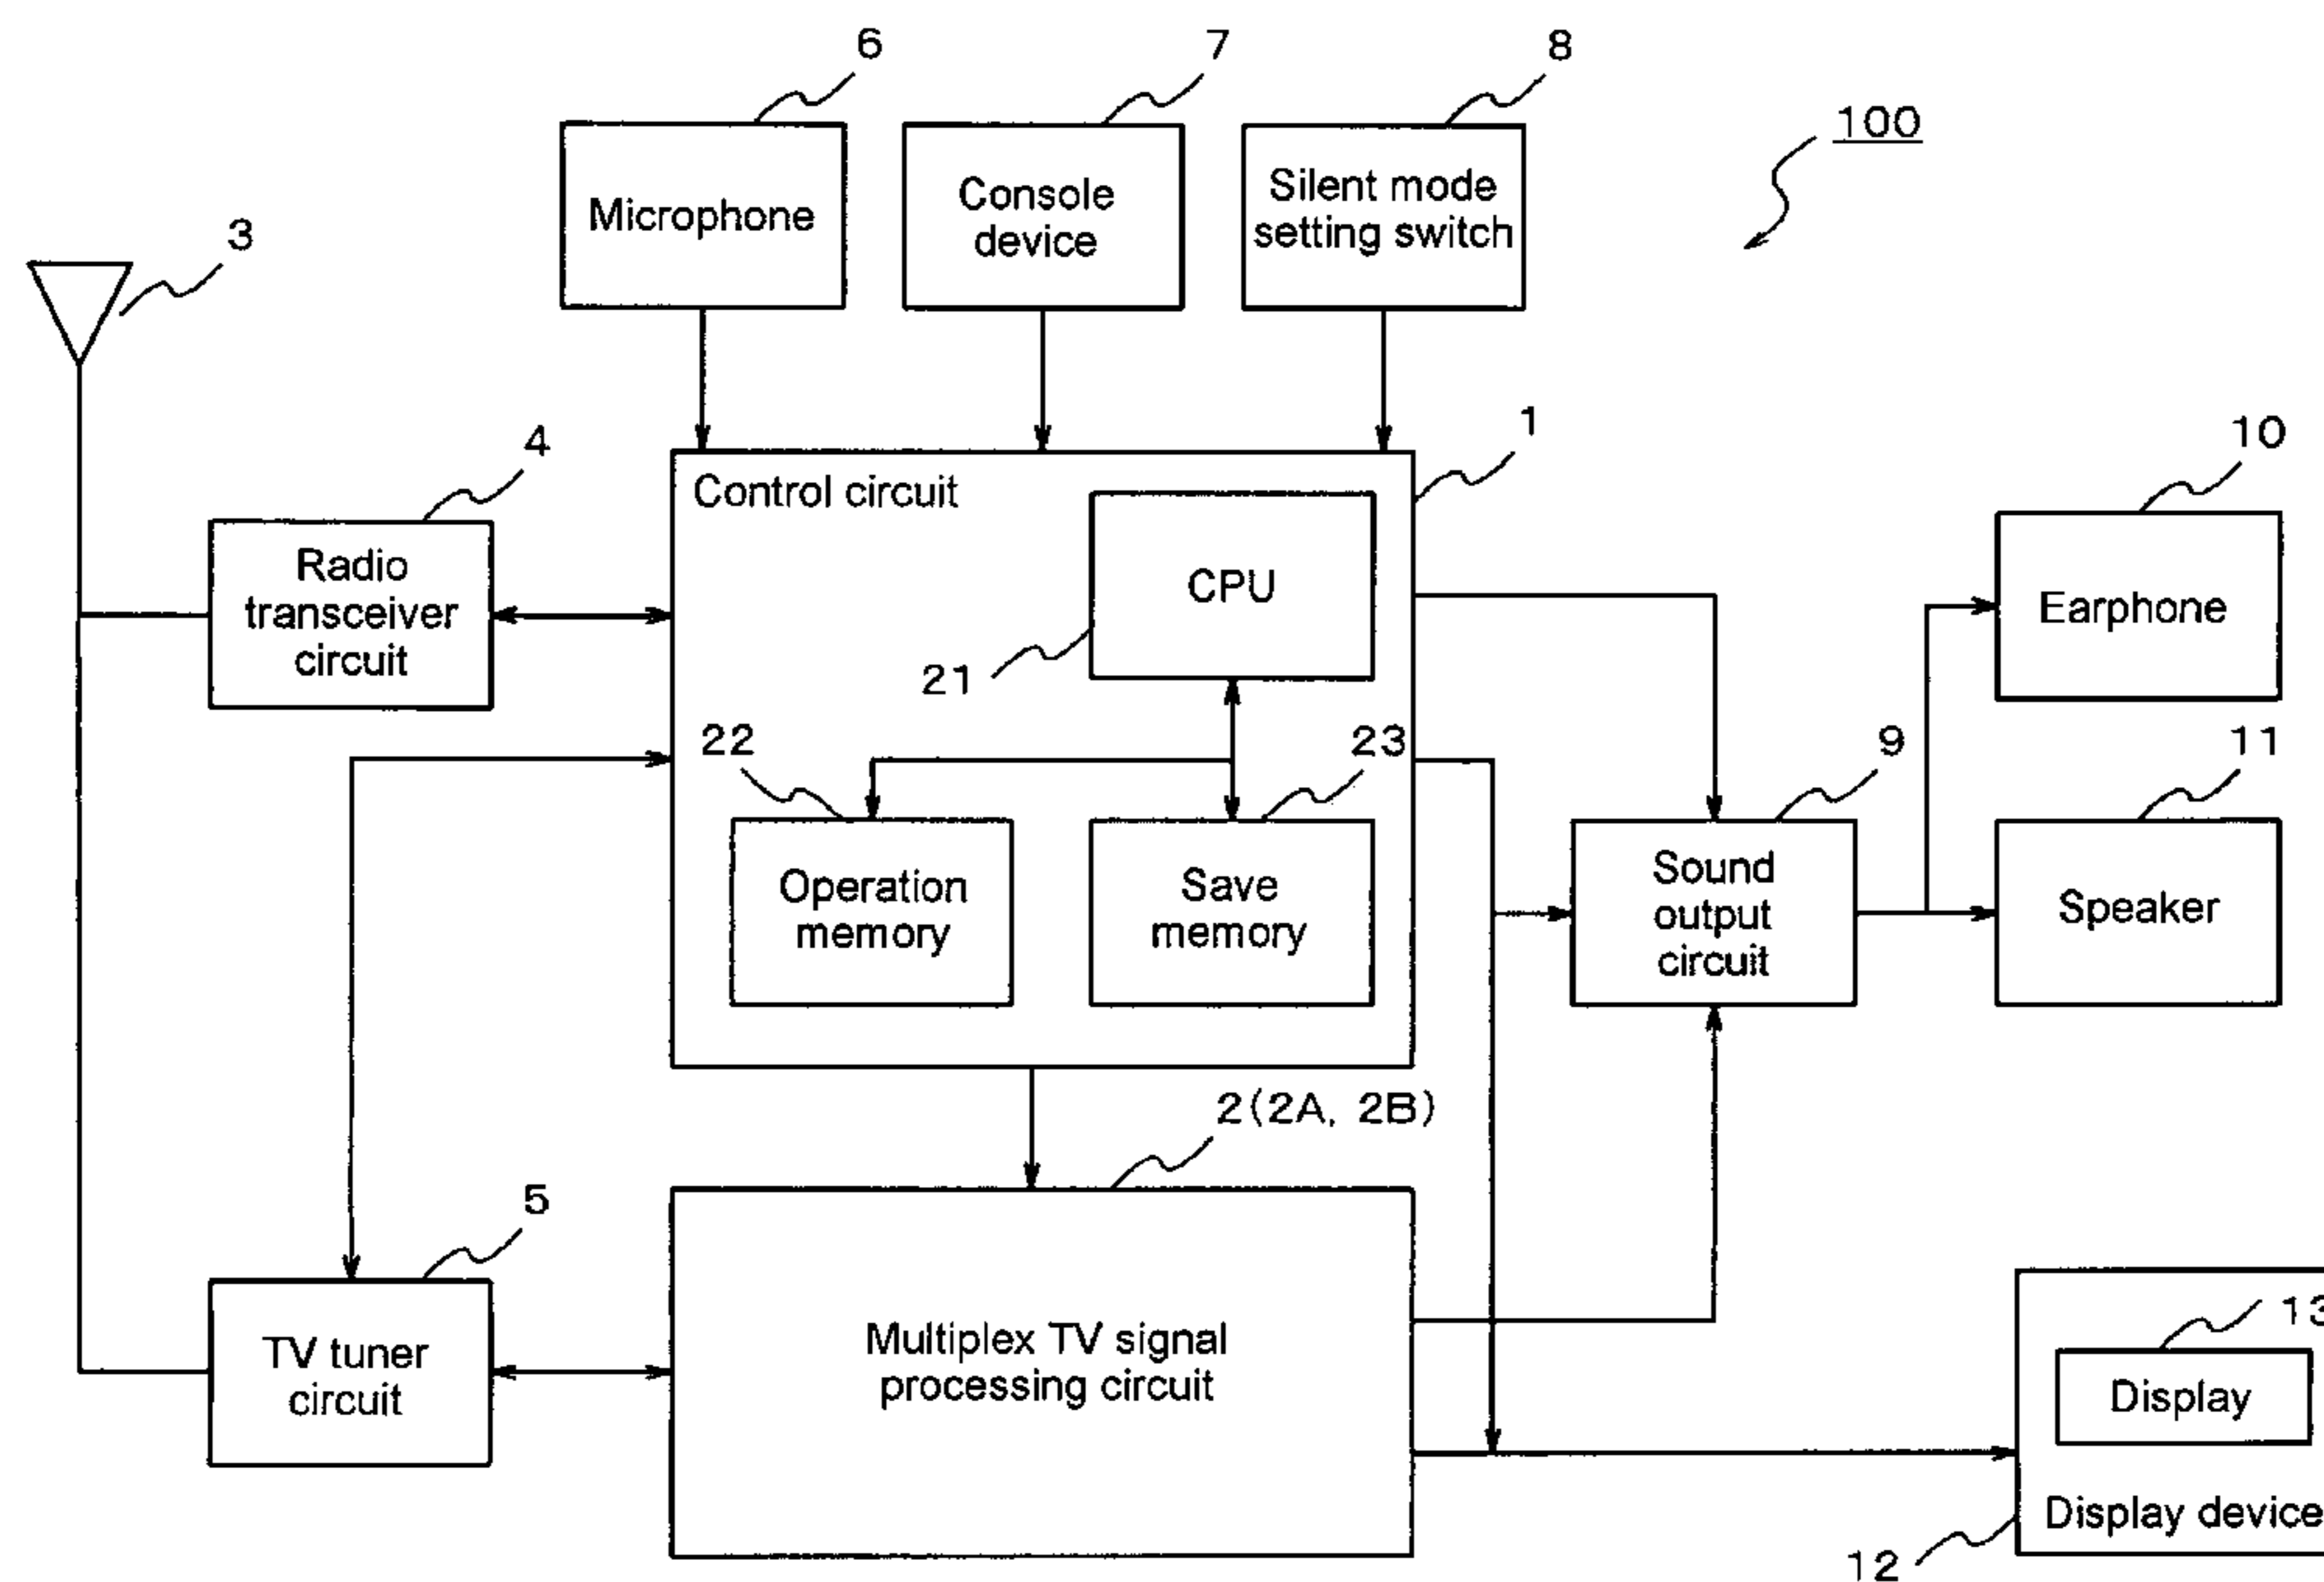 6
7
8
100
Microphone
Console
device
Silent mode
setting switch
3
4
1
10
Control circuit
Radio
transceiver
circuit
CPU
Earphone
21
22
23
9
11
Operation
memory
Save
memory
Sound
output
circuit
Speaker
2(2A, 2B)
5
13
TV tuner
circuit
Multiplex TV signal
processing circuit
Display
Display device
12